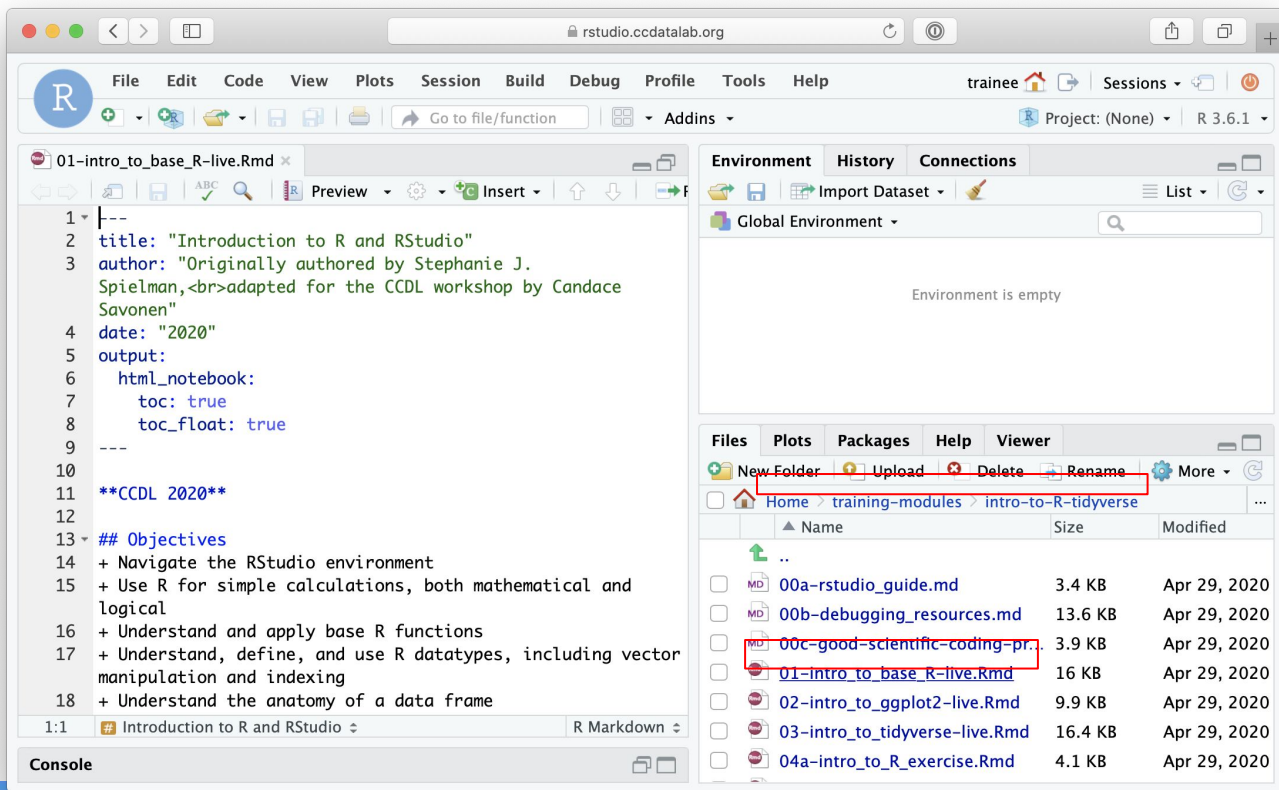 rstudio.ccdatalab.org
R File Edit Code View Plots Session Build Debug Profile Tools Help trainee Sessions
Go to file/function Addins Project: (None) R 3.6.1
01-intro_to_base_R-live.Rmd
ABC Preview Insert
1 ---
2 title: "Introduction to R and RStudio"
3 author: "Originally authored by Stephanie J.
Spielman,<br>adapted for the CCDL workshop by Candace
Savonen"
4 date: "2020"
5 output:
6 html_notebook:
7 toc: true
8 toc_float: true
9 ---
10
11 **CCDL 2020**
12
13 ## Objectives
14 + Navigate the RStudio environment
15 + Use R for simple calculations, both mathematical and
logical
16 + Understand and apply base R functions
17 + Understand, define, and use R datatypes, including vector
manipulation and indexing
18 + Understand the anatomy of a data frame
1:1 # Introduction to R and RStudio R Markdown
Console
Environment History Connections
Import Dataset List
Global Environment
Environment is empty
Files Plots Packages Help Viewer
New Folder Upload Delete Rename More
Home > training-modules > intro-to-R-tidyverse ...
Name Size Modified
..
MD 00a-rstudio_guide.md 3.4 KB Apr 29, 2020
MD 00b-debugging_resources.md 13.6 KB Apr 29, 2020
MD 00c-good-scientific-coding-pr... 3.9 KB Apr 29, 2020
01-intro_to_base_R-live.Rmd 16 KB Apr 29, 2020
02-intro_to_ggplot2-live.Rmd 9.9 KB Apr 29, 2020
03-intro_to_tidyverse-live.Rmd 16.4 KB Apr 29, 2020
04a-intro_to_R_exercise.Rmd 4.1 KB Apr 29, 2020